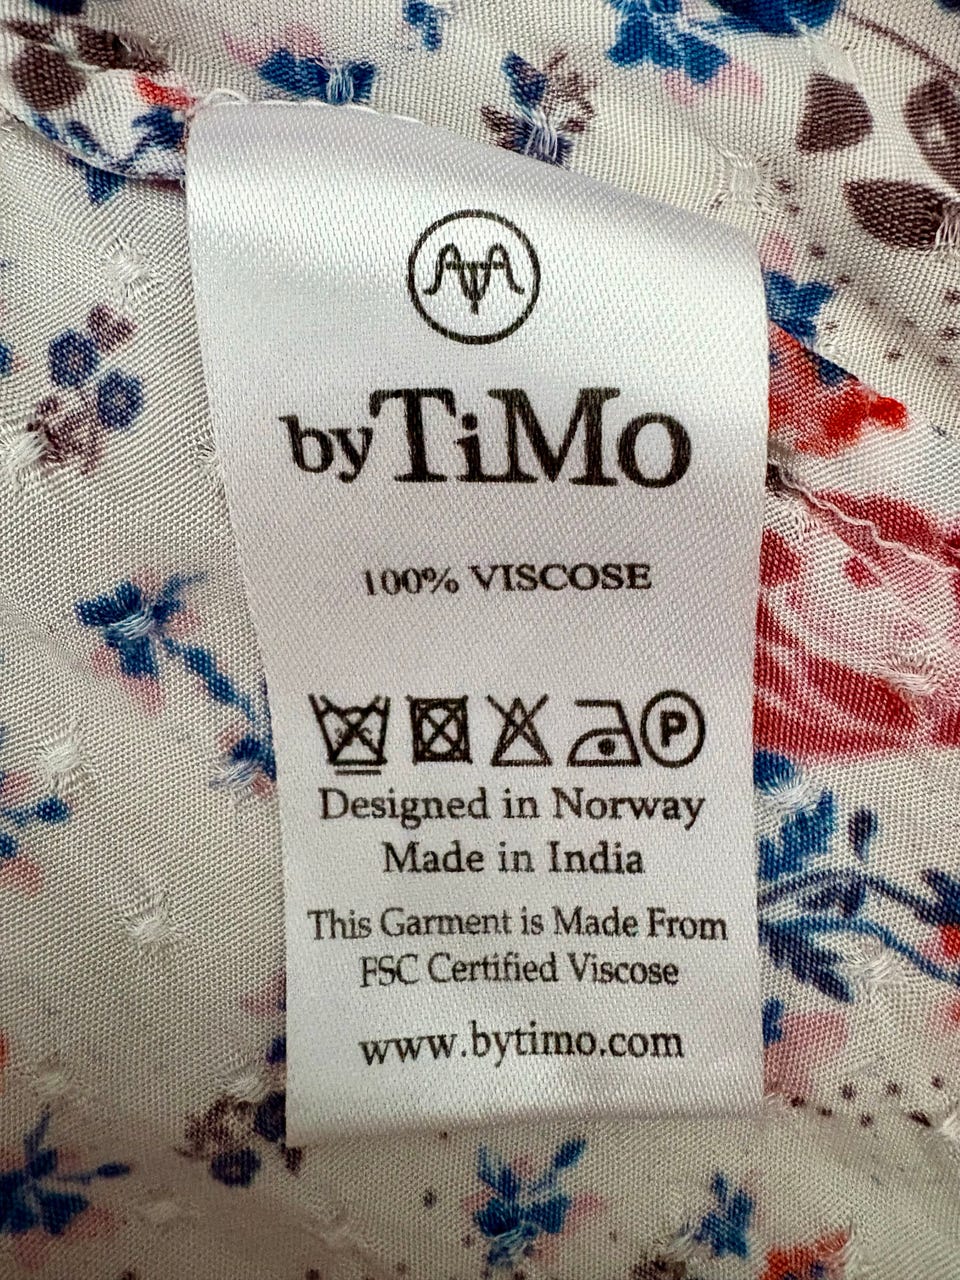 byTiMo
100% VISCOSE
P
Designed in Norway
Made in India
This Garment is Made From
FSC Certified Viscose
www.bytimo.com